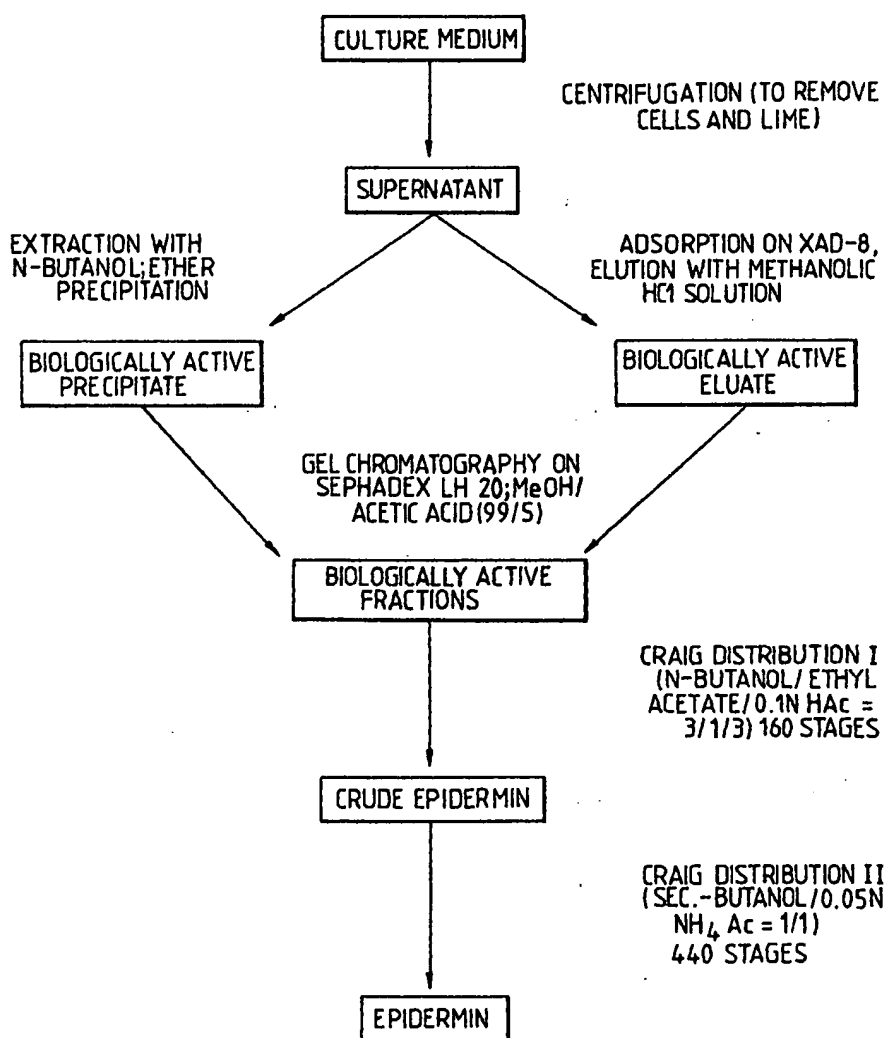 CULTURE MEDIUM
CENTRIFUGATION (TO REMOVE
CELLS AND LIME)
SUPERNATANT
EXTRACTION WITH
N-BUTANOL; ETHER
PRECIPITATION
ADSORPTION ON XAD-8,
ELUTION WITH METHANOLIC
HCl SOLUTION
BIOLOGICALLY ACTIVE
PRECIPITATE
BIOLOGICALLY ACTIVE
ELUATE
GEL CHROMATOGRAPHY ON
SEPHADEX LH 20; MeOH/
ACETIC ACID (99/5)
BIOLOGICALLY ACTIVE
FRACTIONS
CRAIG DISTRIBUTION I
(N-BUTANOL/ ETHYL
ACETATE/ 0.1N HAc =
3/1/3) 160 STAGES
CRUDE EPIDERMIN
CRAIG DISTRIBUTION II
(SEC.-BUTANOL/0.05N
NH₄ Ac = 1/1)
440 STAGES
EPIDERMIN